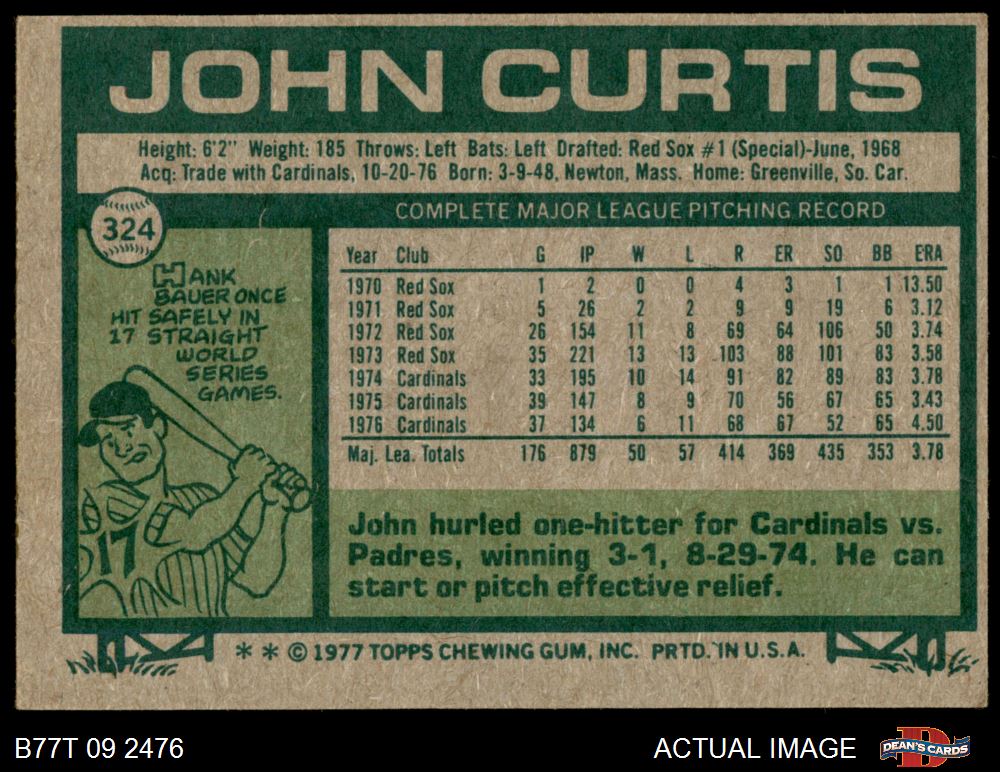 JOHN CURTIS
Height: 6'2" Weight: 185 Throws: Left Bats: Left Drafted: Red Sox #1 (Special)-June, 1968
Acq: Trade with Cardinals, 10-20-76 Born: 3-9-48, Newton, Mass. Home: Greenville, So. Car.
324
COMPLETE MAJOR LEAGUE PITCHING RECORD
HANK
BAUER ONCE
HIT SAFELY IN
17 STRAIGHT
WORLD
SERIES
GAMES.
17
Year Club G IP W L R ER SO BB ERA
1970 Red Sox 1 2 0 0 4 3 1 1 13.50
1971 Red Sox 5 26 2 2 9 9 19 6 3.12
1972 Red Sox 26 154 11 8 69 64 106 50 3.74
1973 Red Sox 35 221 13 13 103 88 101 83 3.58
1974 Cardinals 33 195 10 14 91 82 89 83 3.78
1975 Cardinals 39 147 8 9 70 56 67 65 3.43
1976 Cardinals 37 134 6 11 68 67 52 65 4.50
Maj. Lea. Totals 176 879 50 57 414 369 435 353 3.78
John hurled one-hitter for Cardinals vs.
Padres, winning 3-1, 8-29-74. He can
start or pitch effective relief.
* * © 1977 TOPPS CHEWING GUM, INC. PRTD. IN U.S.A.
B77T 09 2476
ACTUAL IMAGE
D
DEAN'S CARDS